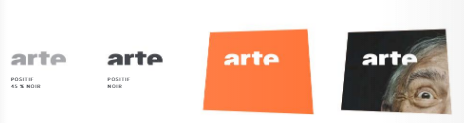 arte
arte
arte
arte
POSITIF
45 % NOIR
POSITIF
NOIR